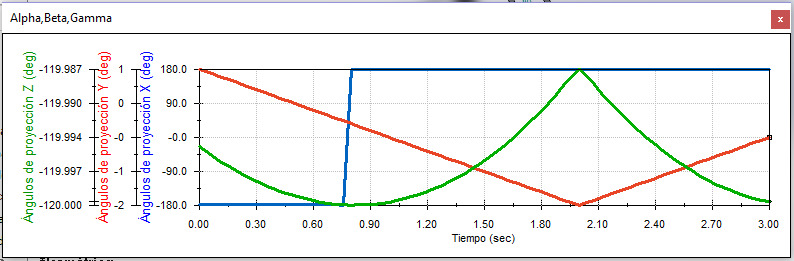 Alpha,Beta,Gamma
x
Ángulos de proyección Z (deg)
-119.987
-119.990
-119.994
-119.997
-120.000
Ángulos de proyección Y (deg)
1
0
-0
-1
-2
Ángulos de proyección X (deg)
180.0
90.0
-0.0
-90.0
-180.0
0.00 0.30 0.60 0.90 1.20 1.50 1.80 2.10 2.40 2.70 3.00
Tiempo (sec)